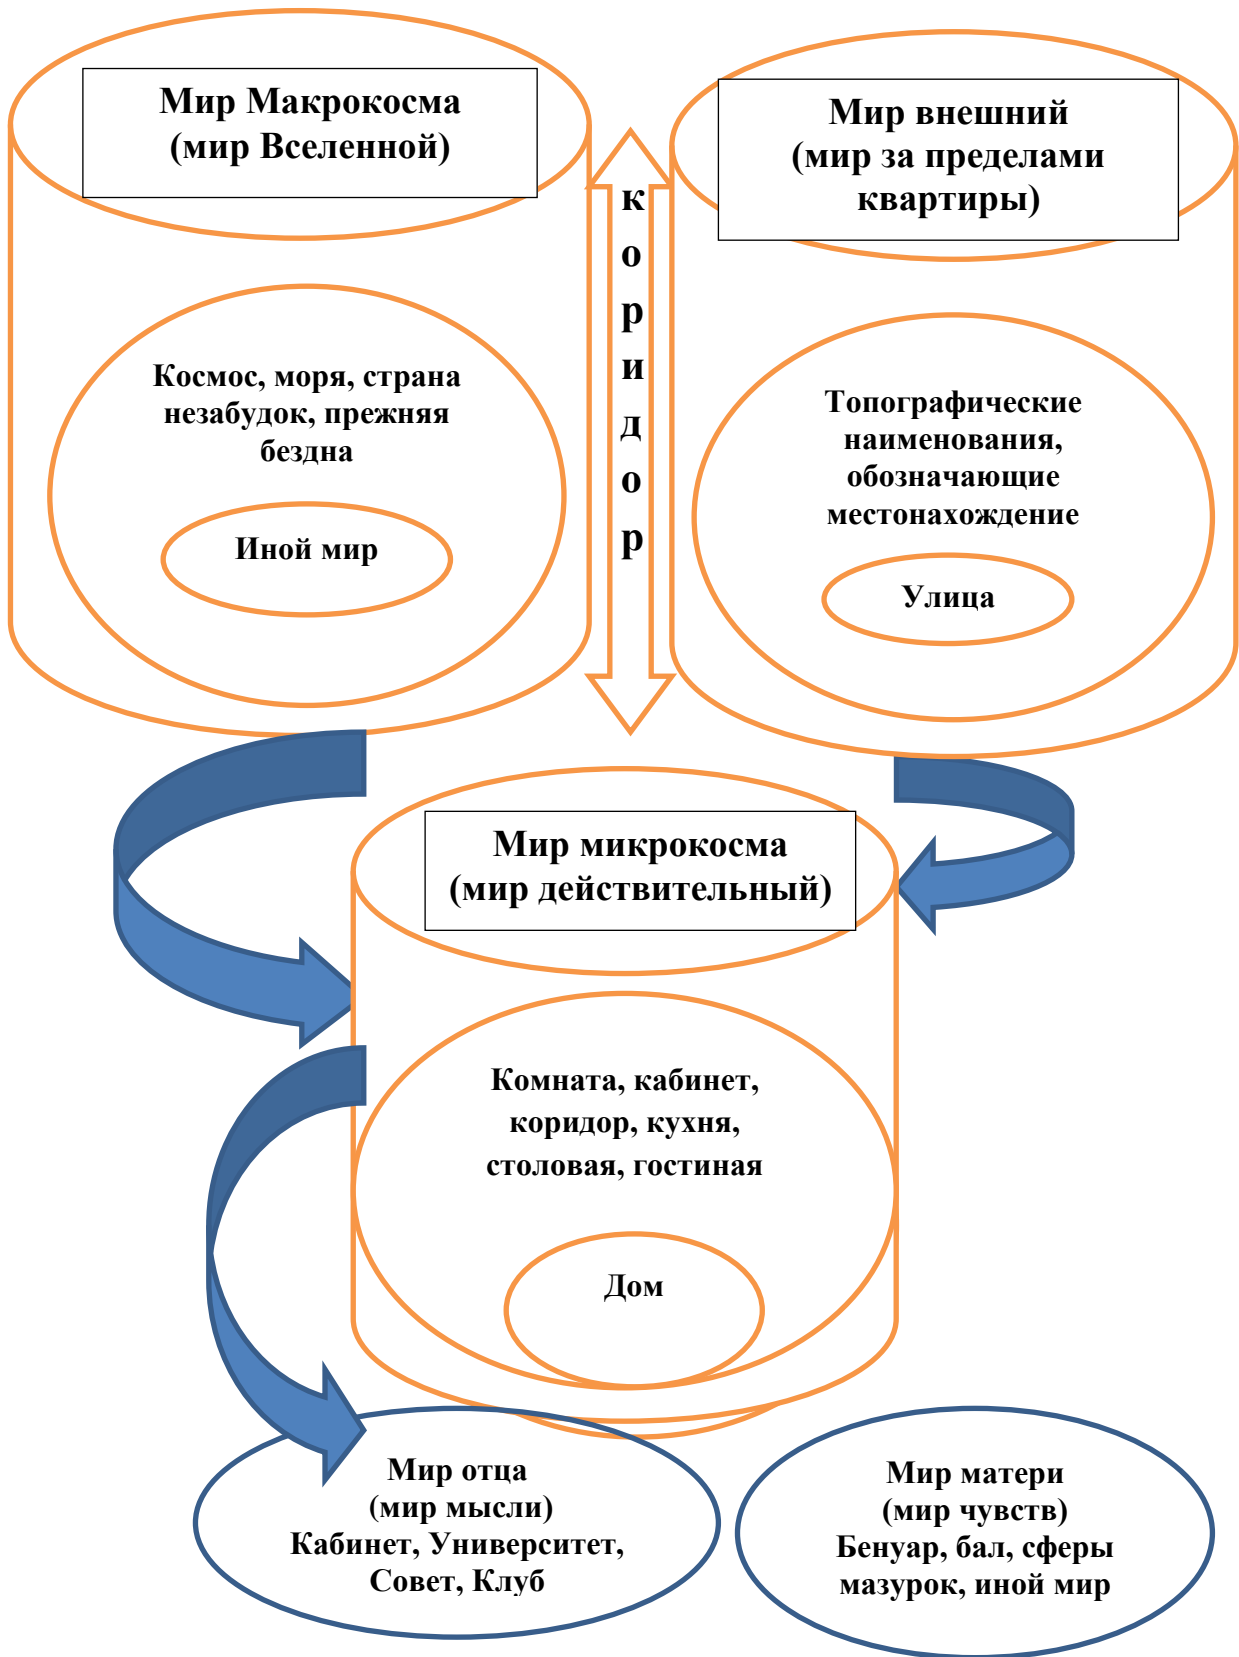 Мир Макрокосма
(мир Вселенной)
Мир внешний
(мир за пределами
квартиры)
к
о
р
и
д
о
р
Космос, моря, страна
незабудок, прежняя
бездна
Иной мир
Топографические
наименования,
обозначающие
местонахождение
Улица
Мир микрокосма
(мир действительный)
Комната, кабинет,
коридор, кухня,
столовая, гостиная
Дом
Мир отца
(мир мысли)
Кабинет, Университет,
Совет, Клуб
Мир матери
(мир чувств)
Бенуар, бал, сферы
мазурок, иной мир